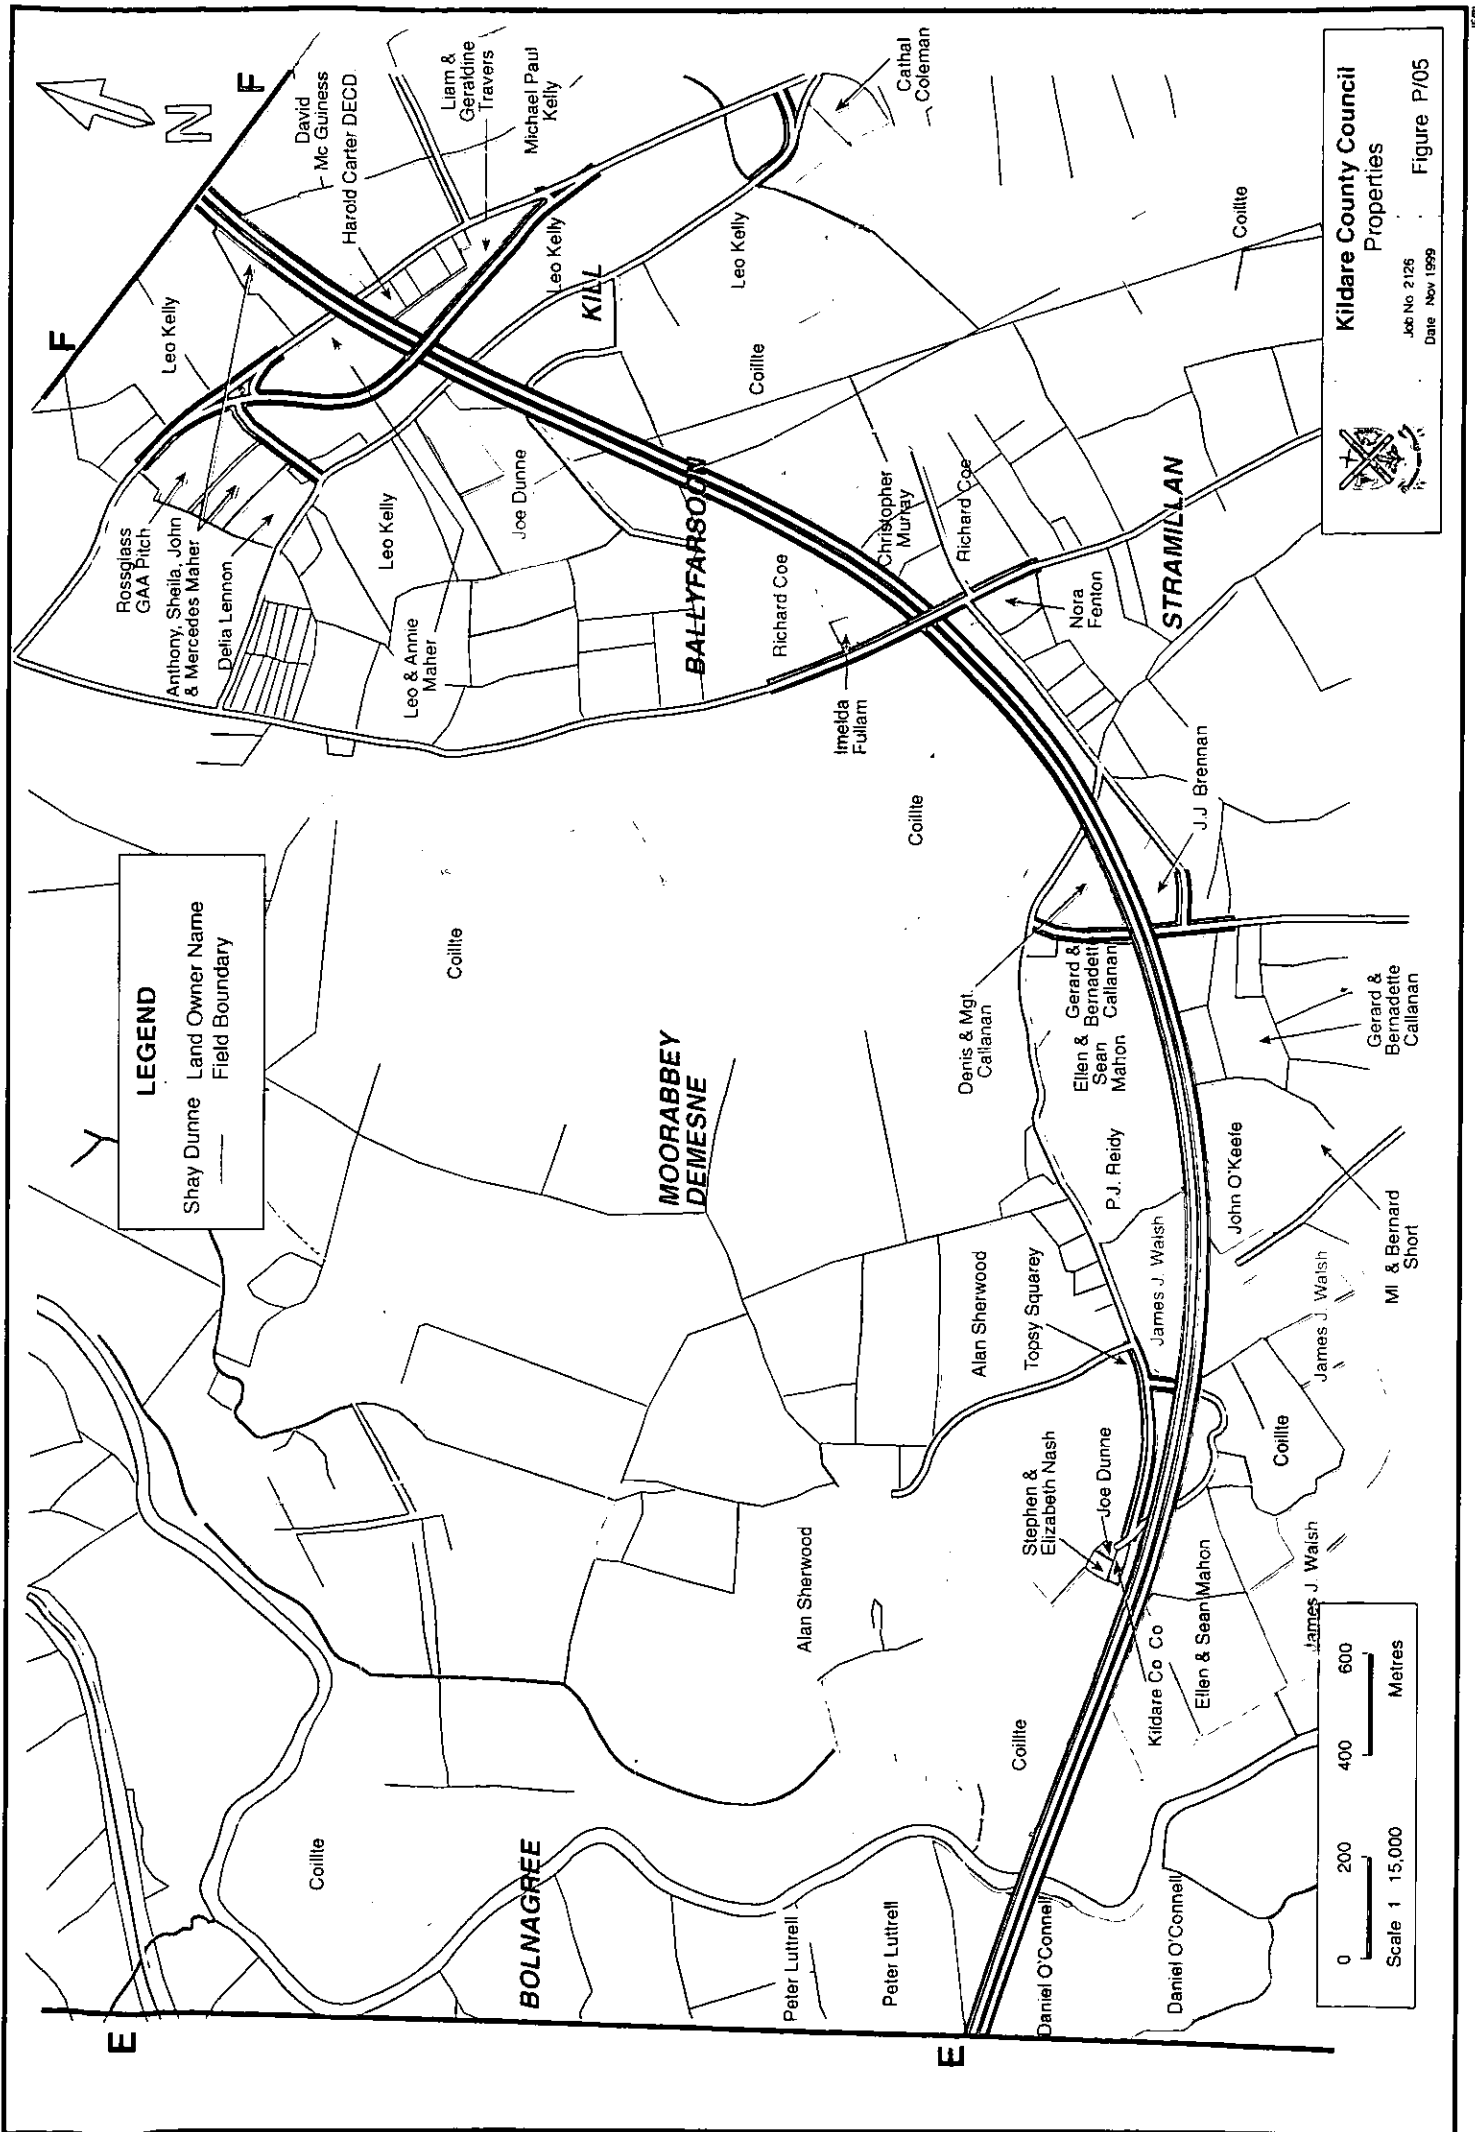 F
F
N
David
Mc Guiness
Harold Carter DECD.
Liam &
Geraldine
Travers
Michael Paul
Kelly
Cathal
Coleman
Leo Kelly
Leo Kelly
KILL
Leo Kelly
Coillte
Coillte
Rossglass
GAA Pitch
Anthony, Sheila, John
& Mercedes Maher
Delia Lennon
Leo Kelly
Joe Dunne
Leo & Annie
Maher
BALLYFARSOON
Richard Coe
Christopher
Murray
Richard Coe
Nora
Fenton
STRAMILLAN
Imelda
Fullam
Coillte
J.J Brennan
LEGEND
Shay Dunne Land Owner Name
Field Boundary
Coillte
MOORABBEY
DEMESNE
Denis & Mgt.
Callanan
Gerard &
Bernadette
Callanan
Ellen &
Sean
Mahon
Gerard &
Bernadette
Callanan
P.J. Reidy
John O'Keefe
Ml & Bernard
Short
James J. Walsh
James J. Walsh
Alan Sherwood
Topsy Squarey
Coillte
Stephen &
Elizabeth Nash
Joe Dunne
Alan Sherwood
Kildare Co Co
Ellen & Sean Mahon
James J. Walsh
Coillte
Coillte
BOLNAGREE
Peter Luttrell
Peter Luttrell
Daniel O'Connell
Daniel O'Connell
E
E
0 200 400 600
Scale 1 15,000 Metres
Kildare County Council
Properties
Job No 2126
Date Nov 1999
Figure P/05